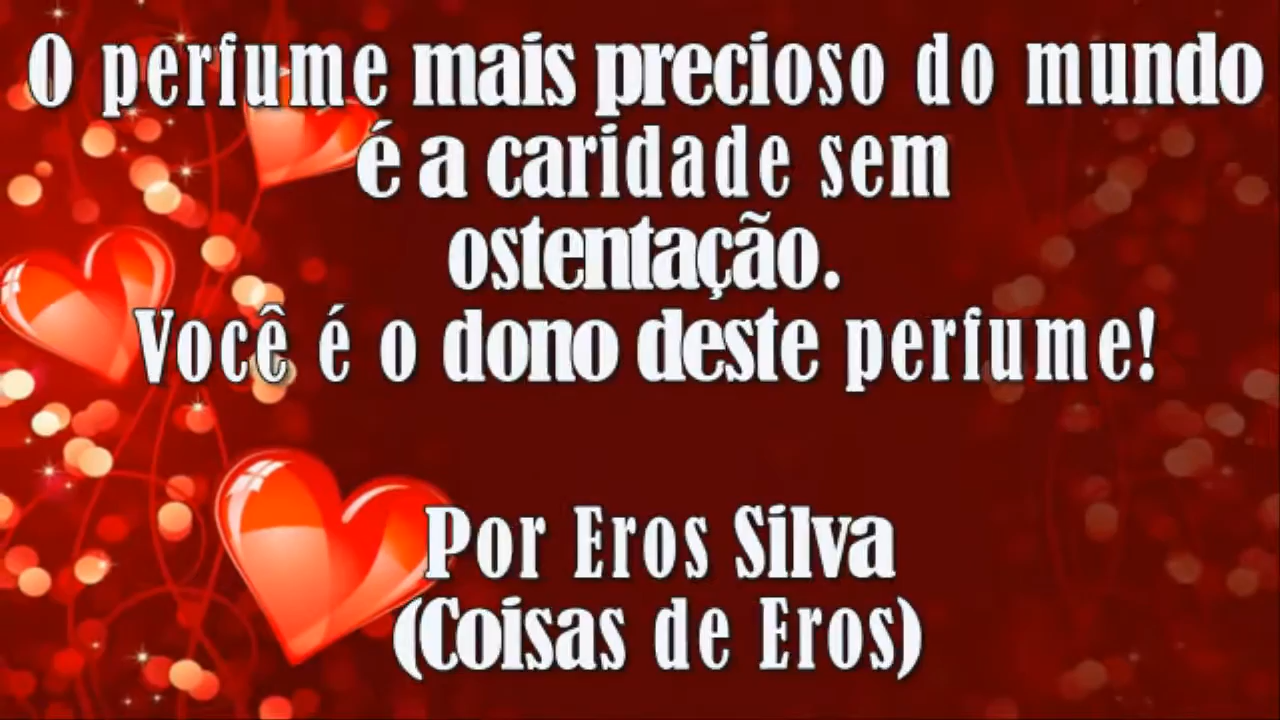 O perfume mais precioso do mundo
é a caridade sem
ostentação.
Você é o dono deste perfume!
Por Eros Silva
(Coisas de Eros)